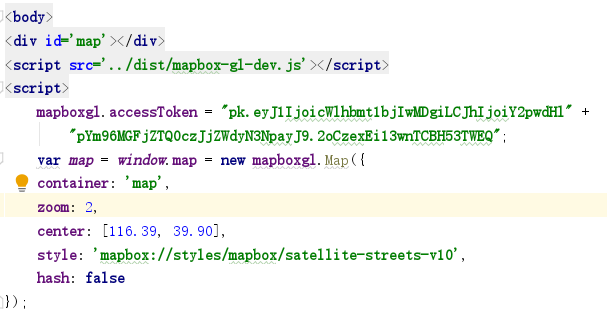 <body>
<div id='map'></div>
<script src='../dist/mapbox-gl-dev.js'></script>
<script>
mapboxgl.accessToken = "pk.eyJ1IjoicWlhbmt1bjIwMDgiLCJhIjoiY2pwdHl" +
"pYm96MGFjZTQ0czJjZWdyN3NpayJ9.2oCzexEi13wnTCBH53TWEQ";
var map = window.map = new mapboxgl.Map({
container: 'map',
zoom: 2,
center: [116.39, 39.90],
style: 'mapbox://styles/mapbox/satellite-streets-v10',
hash: false
});